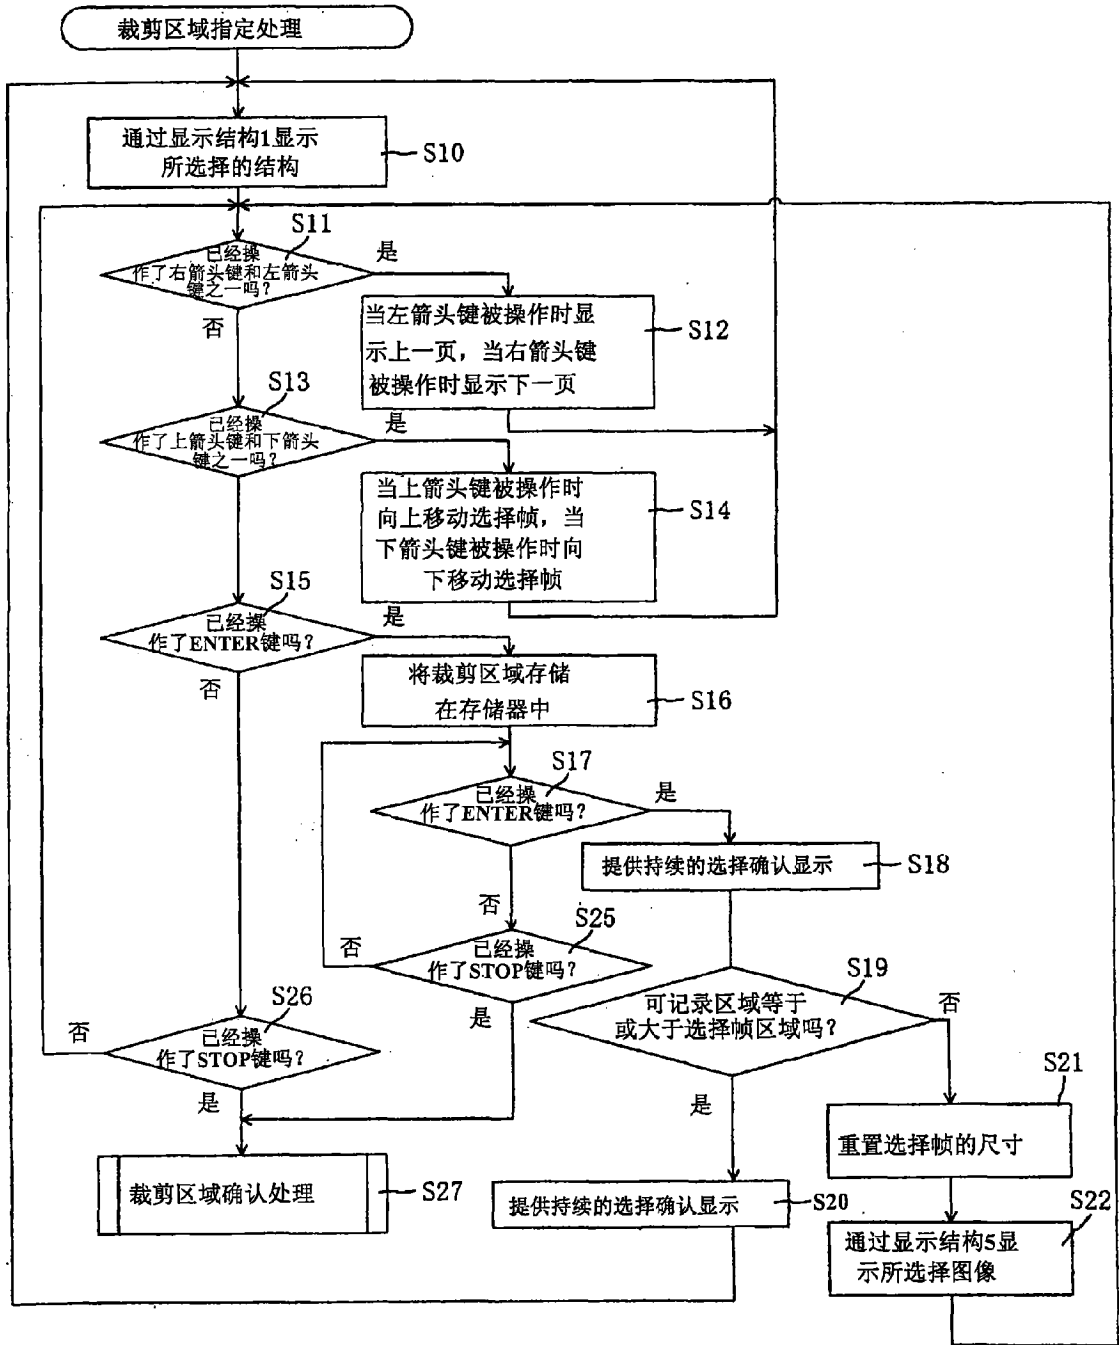 裁剪区域指定处理
通过显示结构1显示
所选择的结构
S10
S11
已经操
作了右箭头键和左箭头
键之一吗？
是
否
当左箭头键被操作时显
示上一页，当右箭头键
被操作时显示下一页
S12
S13
已经操
作了上箭头键和下箭头
键之一吗？
是
当上箭头键被操作时
向上移动选择帧，当
下箭头键被操作时向
下移动选择帧
S14
S15
已经操
作了ENTER键吗？
是
否
将裁剪区域存储
在存储器中
S16
S17
已经操
作了ENTER键吗？
是
否
提供持续的选择确认显示
S18
S25
已经操
作了STOP键吗？
否
是
S19
可记录区域等于
或大于选择帧区域吗？
否
是
S26
已经操
作了STOP键吗？
否
是
S21
重置选择帧的尺寸
裁剪区域确认处理
S27
提供持续的选择确认显示
S20
S22
通过显示结构5显
示所选择图像